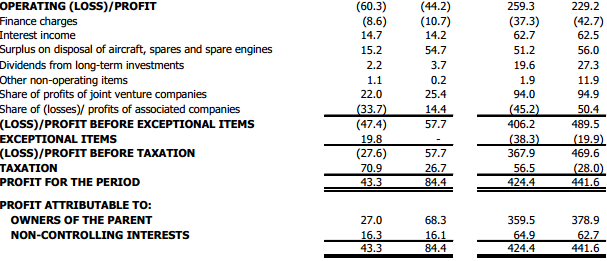 OPERATING (LOSS)/PROFIT (60.3) (44.2) 259.3 229.2
Finance charges (8.6) (10.7) (37.3) (42.7)
Interest income 14.7 14.2 62.7 62.5
Surplus on disposal of aircraft, spares and spare engines 15.2 54.7 51.2 56.0
Dividends from long-term investments 2.2 3.7 19.6 27.3
Other non-operating items 1.1 0.2 1.9 11.9
Share of profits of joint venture companies 22.0 25.4 94.0 94.9
Share of (losses)/ profits of associated companies (33.7) 14.4 (45.2) 50.4
(LOSS)/PROFIT BEFORE EXCEPTIONAL ITEMS (47.4) 57.7 406.2 489.5
EXCEPTIONAL ITEMS 19.8 - (38.3) (19.9)
(LOSS)/PROFIT BEFORE TAXATION (27.6) 57.7 367.9 469.6
TAXATION 70.9 26.7 56.5 (28.0)
PROFIT FOR THE PERIOD 43.3 84.4 424.4 441.6
PROFIT ATTRIBUTABLE TO:
OWNERS OF THE PARENT 27.0 68.3 359.5 378.9
NON-CONTROLLING INTERESTS 16.3 16.1 64.9 62.7
43.3 84.4 424.4 441.6